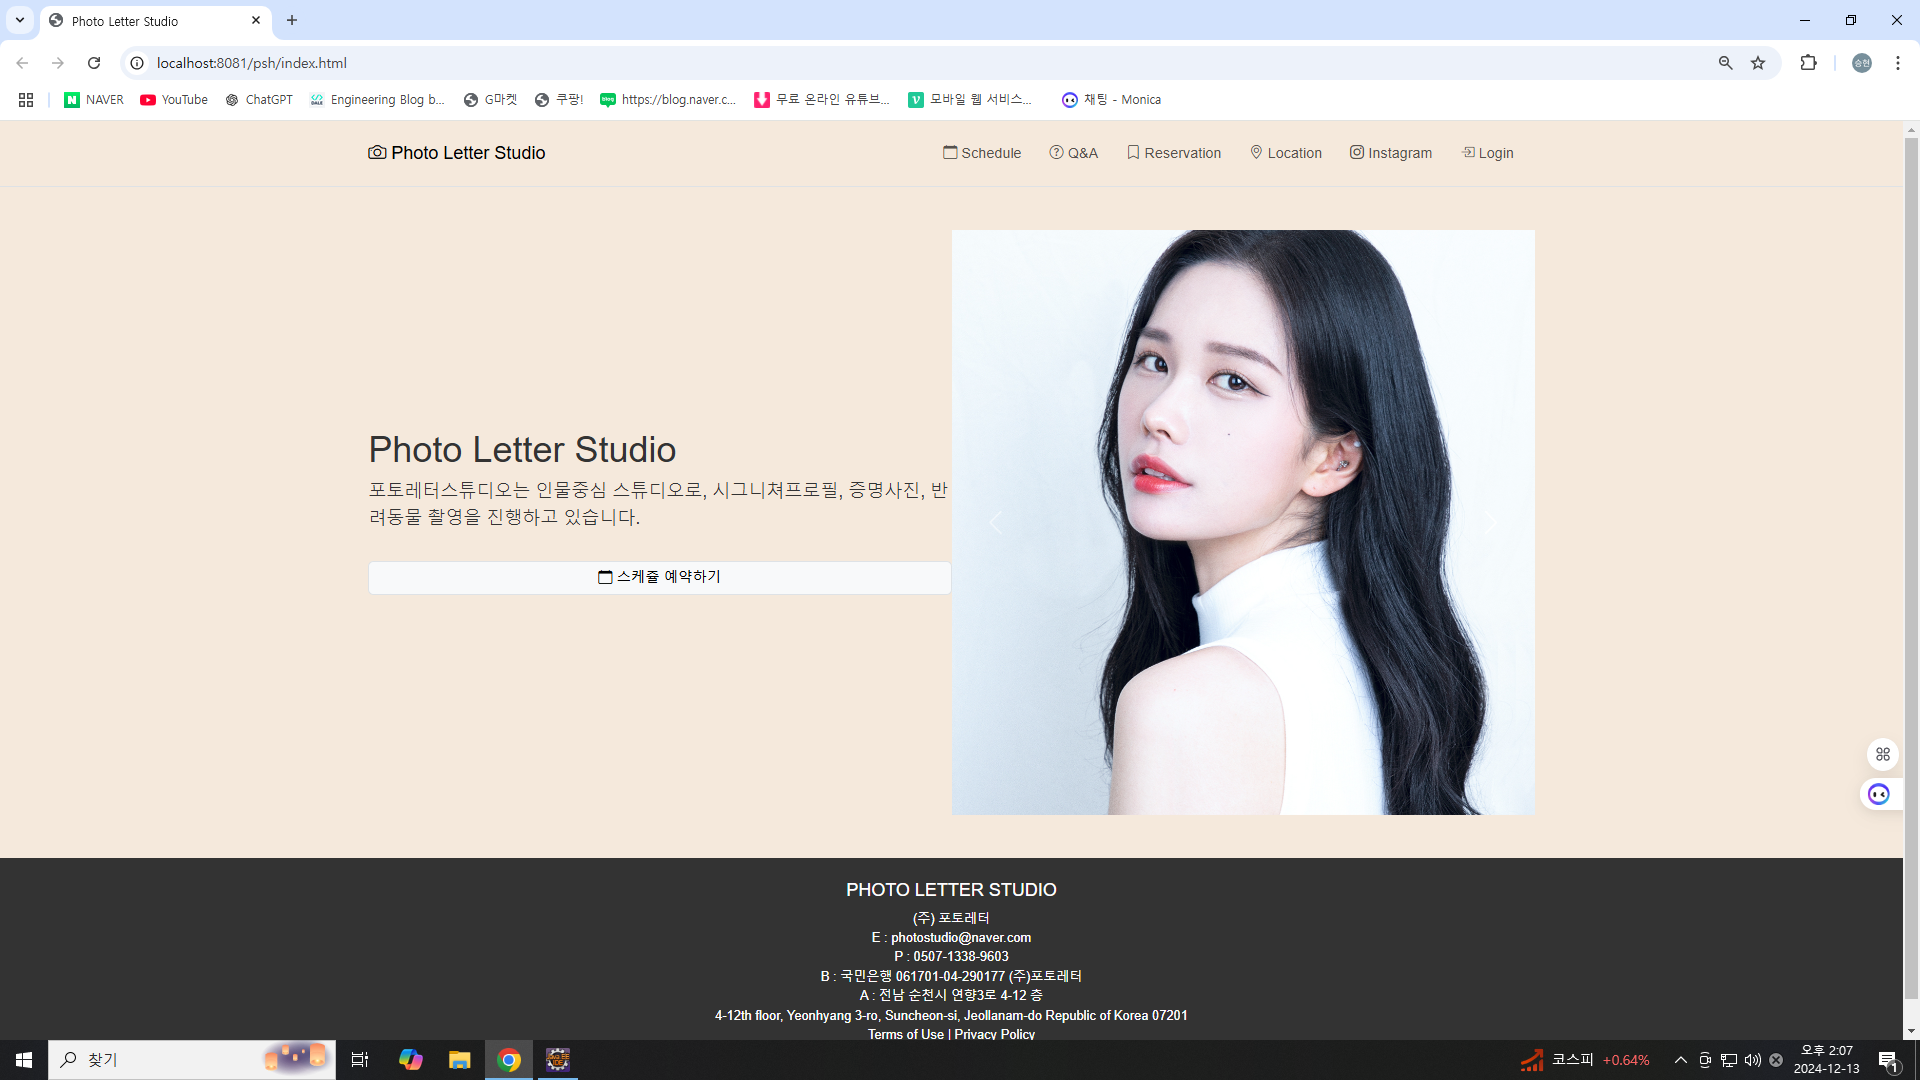 Photo Letter Studio
localhost:8081/psh/index.html
승현
NAVER
YouTube
ChatGPT
Engineering Blog b...
G마켓
쿠팡!
https://blog.naver.c...
무료 온라인 유튜브...
모바일 웹 서비스...
채팅 - Monica
Photo Letter Studio
Schedule
Q&A
Reservation
Location
Instagram
Login
Photo Letter Studio
포토레터스튜디오는 인물중심 스튜디오로, 시그니쳐프로필, 증명사진, 반
려동물 촬영을 진행하고 있습니다.
스케쥴 예약하기
PHOTO LETTER STUDIO
(주) 포토레터
E : photostudio@naver.com
P : 0507-1338-9603
B : 국민은행 061701-04-290177 (주)포토레터
A : 전남 순천시 연향3로 4-12 층
4-12th floor, Yeonhyang 3-ro, Suncheon-si, Jeollanam-do Republic of Korea 07201
Terms of Use | Privacy Policy
찾기
코스피 +0.64%
오후 2:07
2024-12-13
1